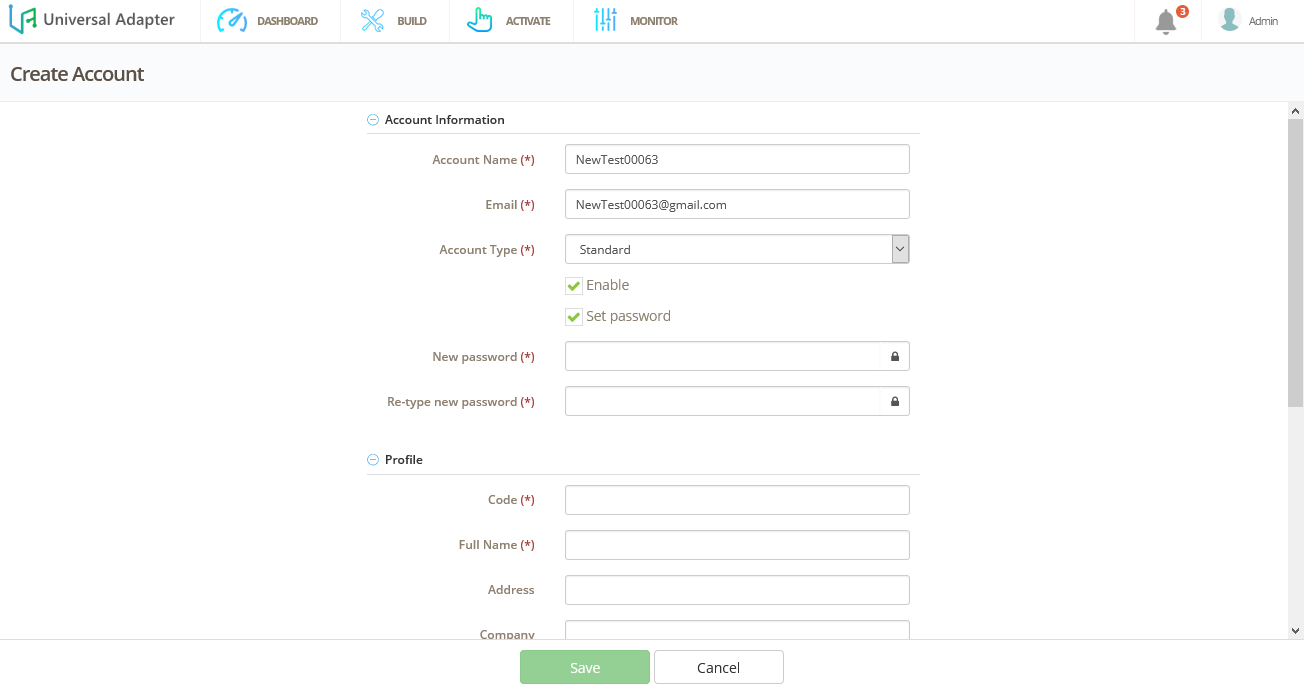 Universal Adapter DASHBOARD BUILD ACTIVATE MONITOR 3 Admin
Create Account
Account Information
Account Name (*) NewTest00063
Email (*) NewTest00063@gmail.com
Account Type (*) Standard
Enable
Set password
New password (*)
Re-type new password (*)
Profile
Code (*)
Full Name (*)
Address
Company
Save Cancel